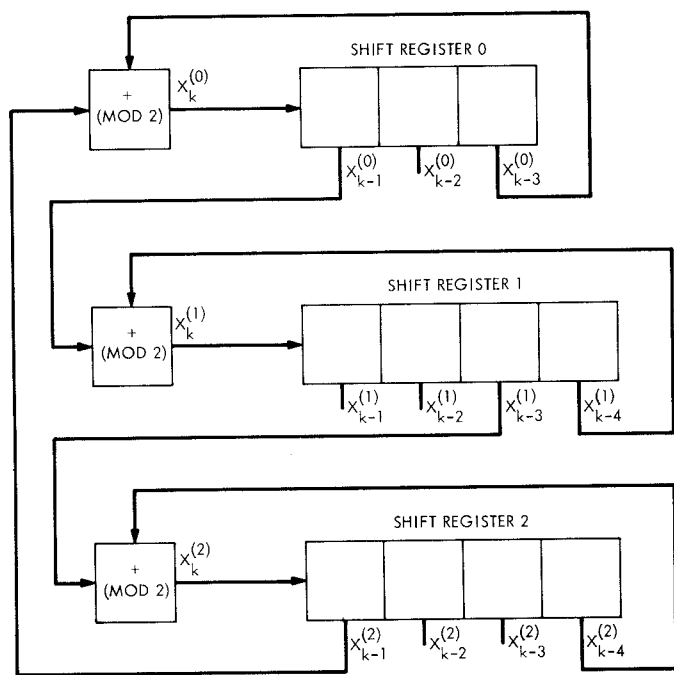 SHIFT REGISTER 0
+
(MOD 2)
X_k^(0)
X_{k-1}^(0)
X_{k-2}^(0)
X_{k-3}^(0)
SHIFT REGISTER 1
+
(MOD 2)
X_k^(1)
X_{k-1}^(1)
X_{k-2}^(1)
X_{k-3}^(1)
X_{k-4}^(1)
SHIFT REGISTER 2
+
(MOD 2)
X_k^(2)
X_{k-1}^(2)
X_{k-2}^(2)
X_{k-3}^(2)
X_{k-4}^(2)